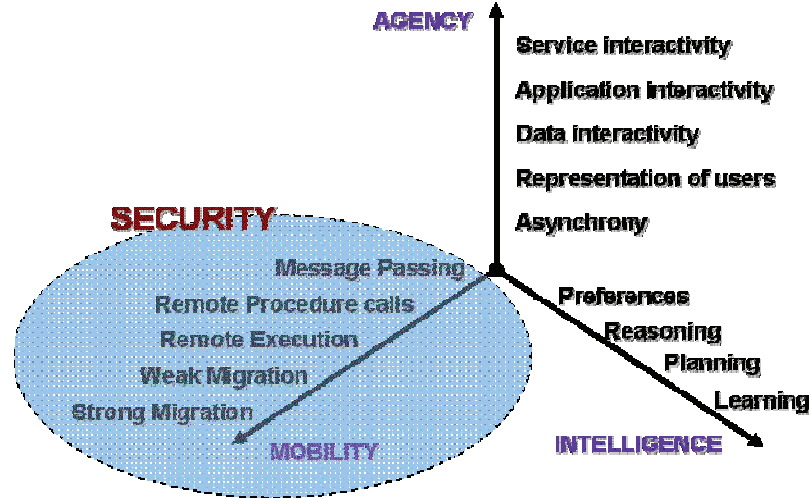 AGENCY
Service interactivity
Application interactivity
Data interactivity
Representation of users
Asynchrony
SECURITY
Message Passing
Remote Procedure calls
Remote Execution
Weak Migration
Strong Migration
MOBILITY
Preferences
Reasoning
Planning
Learning
INTELLIGENCE